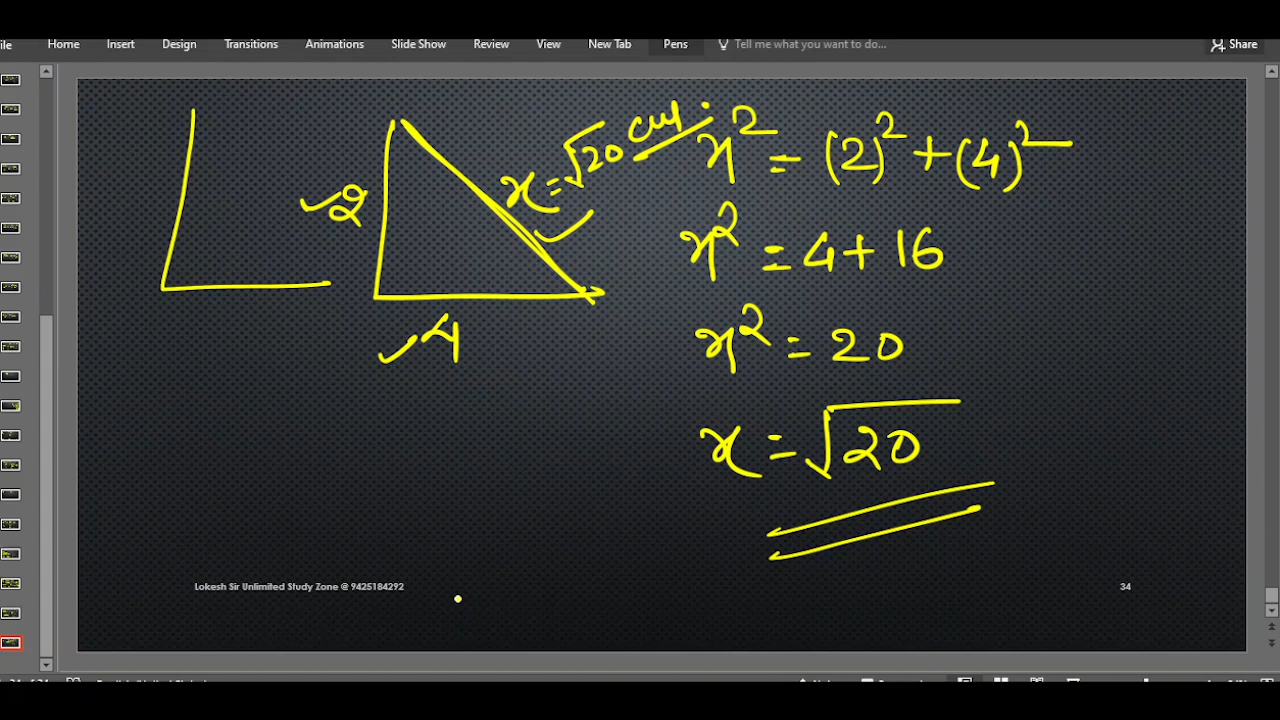 File Home Insert Design Transitions Animations Slide Show Review View New Tab Pens Tell me what you want to do... Share
2
4
x = √20 cm.
x² = (2)² + (4)²
x² = 4 + 16
x² = 20
x = √20
Lokesh Sir Unlimited Study Zone @ 9425184292
34